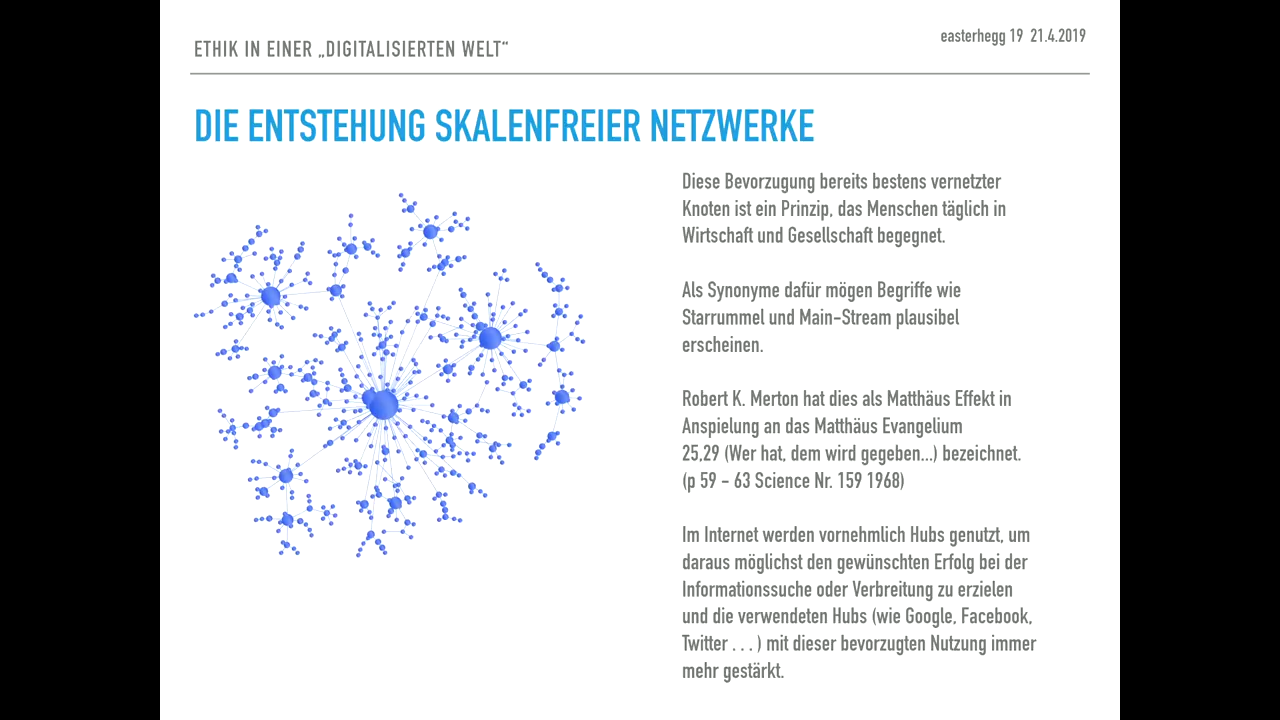 ETHIK IN EINER „DIGITALISIERTEN WELT“
easterhegg 19 21.4.2019
DIE ENTSTEHUNG SKALENFREIER NETZWERKE
Diese Bevorzugung bereits bestens vernetzter
Knoten ist ein Prinzip, das Menschen täglich in
Wirtschaft und Gesellschaft begegnet.
Als Synonyme dafür mögen Begriffe wie
Starrummel und Main-Stream plausibel
erscheinen.
Robert K. Merton hat dies als Matthäus Effekt in
Anspielung an das Matthäus Evangelium
25,29 (Wer hat, dem wird gegeben...) bezeichnet.
(p 59 - 63 Science Nr. 159 1968)
Im Internet werden vornehmlich Hubs genutzt, um
daraus möglichst den gewünschten Erfolg bei der
Informationssuche oder Verbreitung zu erzielen
und die verwendeten Hubs (wie Google, Facebook,
Twitter . . . ) mit dieser bevorzugten Nutzung immer
mehr gestärkt.